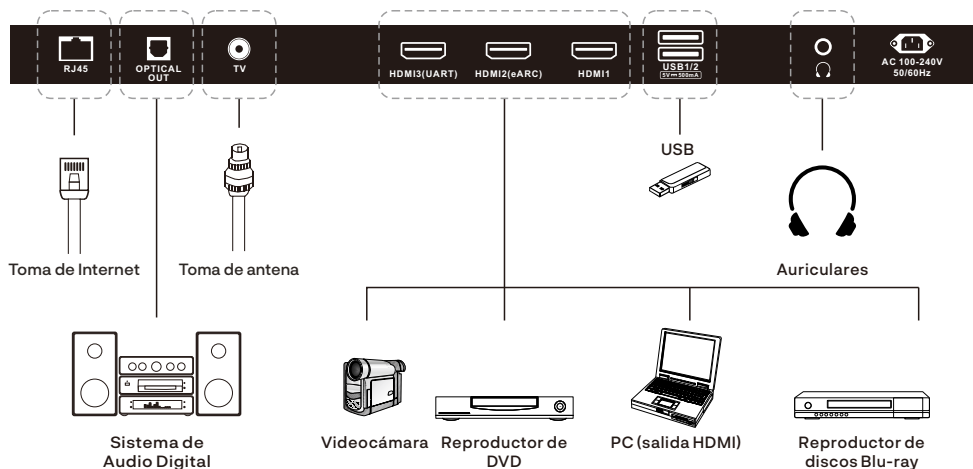 RJ45
OPTICAL
OUT
TV
HDMI3(UART)
HDMI2(eARC)
HDMI1
USB1/2
5V⎓500mA
AC 100-240V
50/60Hz
USB
Toma de Internet
Toma de antena
Auriculares
Sistema de
Audio Digital
Videocámara
Reproductor de
DVD
PC (salida HDMI)
Reproductor de
discos Blu-ray